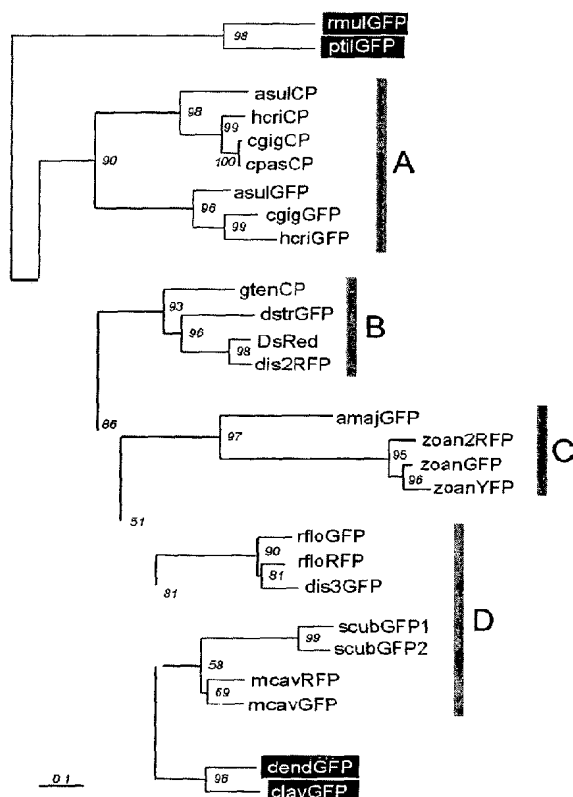 rmulGFP
98
ptilGFP
asulCP
98
hcriCP
99
cgigCP
100
cpasCP
90
A
asulGFP
96
cgigGFP
99
hcriGFP
gtenCP
93
dstrGFP
B
96
DsRed
98
dis2RFP
86
amajGFP
97
zoan2RFP
95
C
zoanGFP
96
zoanYFP
51
rfloGFP
90
rfloRFP
81
81
dis3GFP
D
scubGFP1
99
scubGFP2
58
mcavRFP
69
mcavGFP
dendGFP
96
0.1
clavGFP